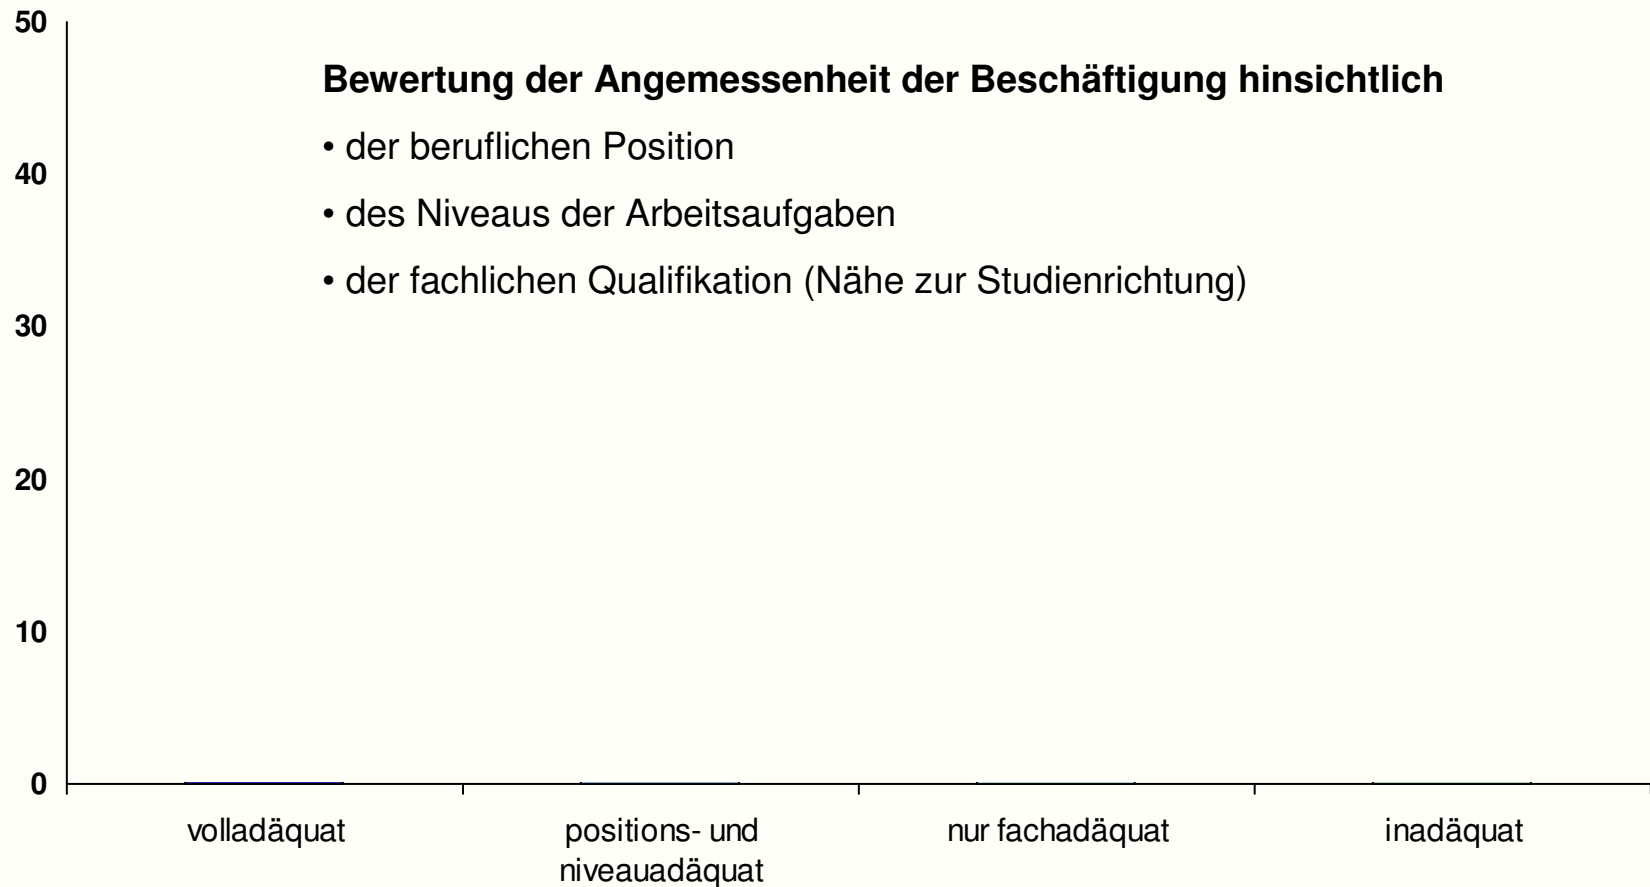 50
Bewertung der Angemessenheit der Beschäftigung hinsichtlich
• der beruflichen Position
40
• des Niveaus der Arbeitsaufgaben
• der fachlichen Qualifikation (Nähe zur Studienrichtung)
30
20
10
0
volladäquat
positions- und
niveauadäquat
nur fachadäquat
inadäquat